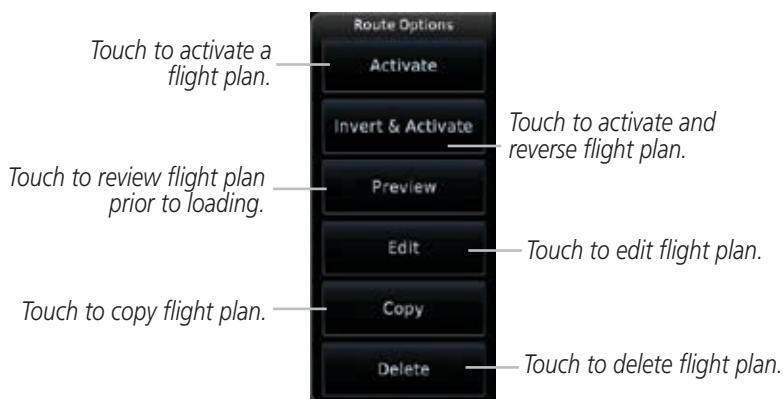 Route Options
Touch to activate a
flight plan.
Activate
Invert & Activate
Touch to activate and
reverse flight plan.
Touch to review flight plan
prior to loading.
Preview
Edit
Touch to edit flight plan.
Touch to copy flight plan.
Copy
Delete
Touch to delete flight plan.